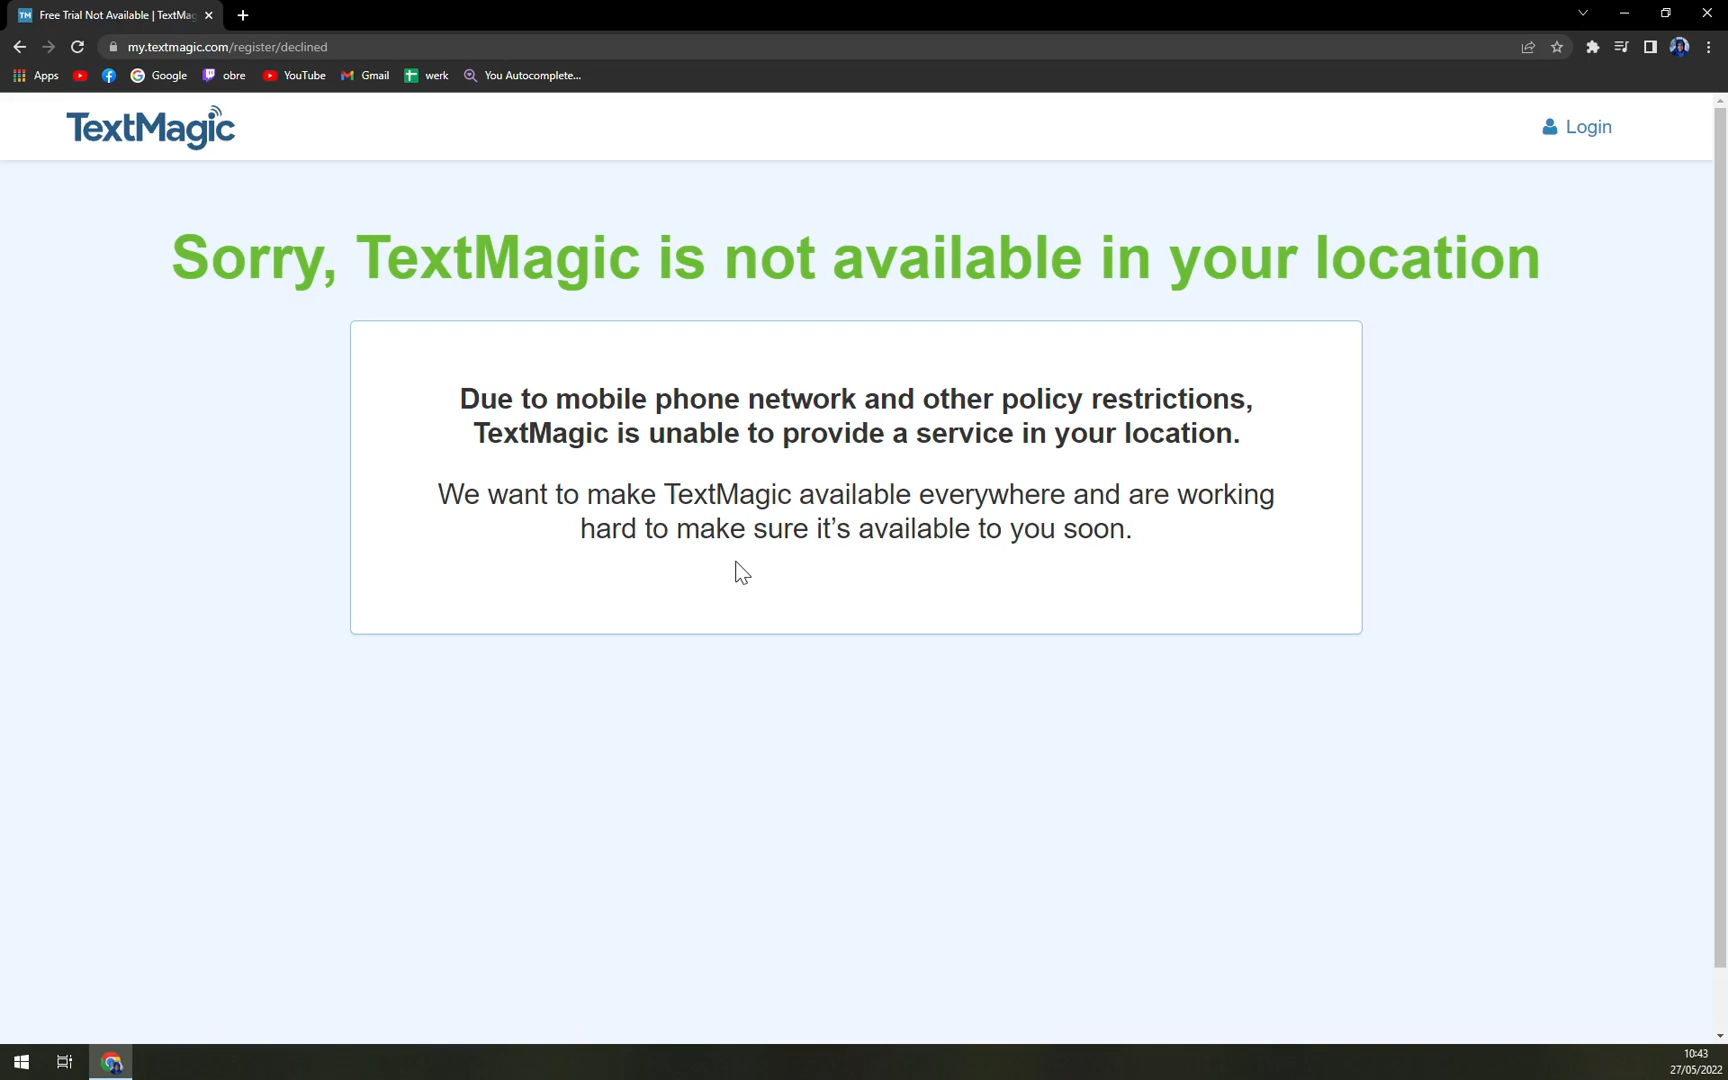 TM Free Trial Not Available | TextMag
my.textmagic.com/register/declined
Apps Google obre YouTube Gmail werk You Autocomplete...
TextMagic Login
Sorry, TextMagic is not available in your location
Due to mobile phone network and other policy restrictions,
TextMagic is unable to provide a service in your location.
We want to make TextMagic available everywhere and are working
hard to make sure it’s available to you soon.
10:43
27/05/2022